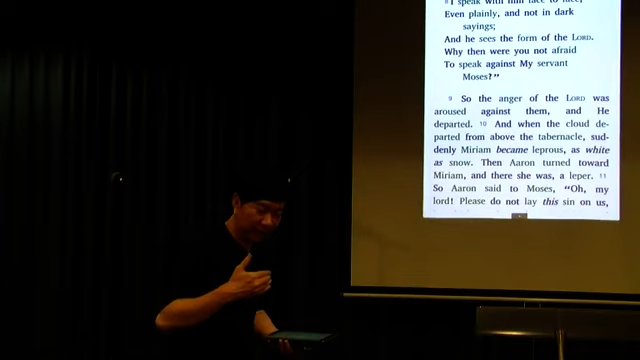 ⁸I speak with him face to face,
Even plainly, and not in dark
sayings;
And he sees the form of the LORD.
Why then were you not afraid
To speak against My servant
Moses?”
⁹ So the anger of the LORD was
aroused against them, and He
departed. ¹⁰ And when the cloud de-
parted from above the tabernacle, sud-
denly Miriam became leprous, as white
as snow. Then Aaron turned toward
Miriam, and there she was, a leper. ¹¹
So Aaron said to Moses, “Oh, my
lord! Please do not lay this sin on us,